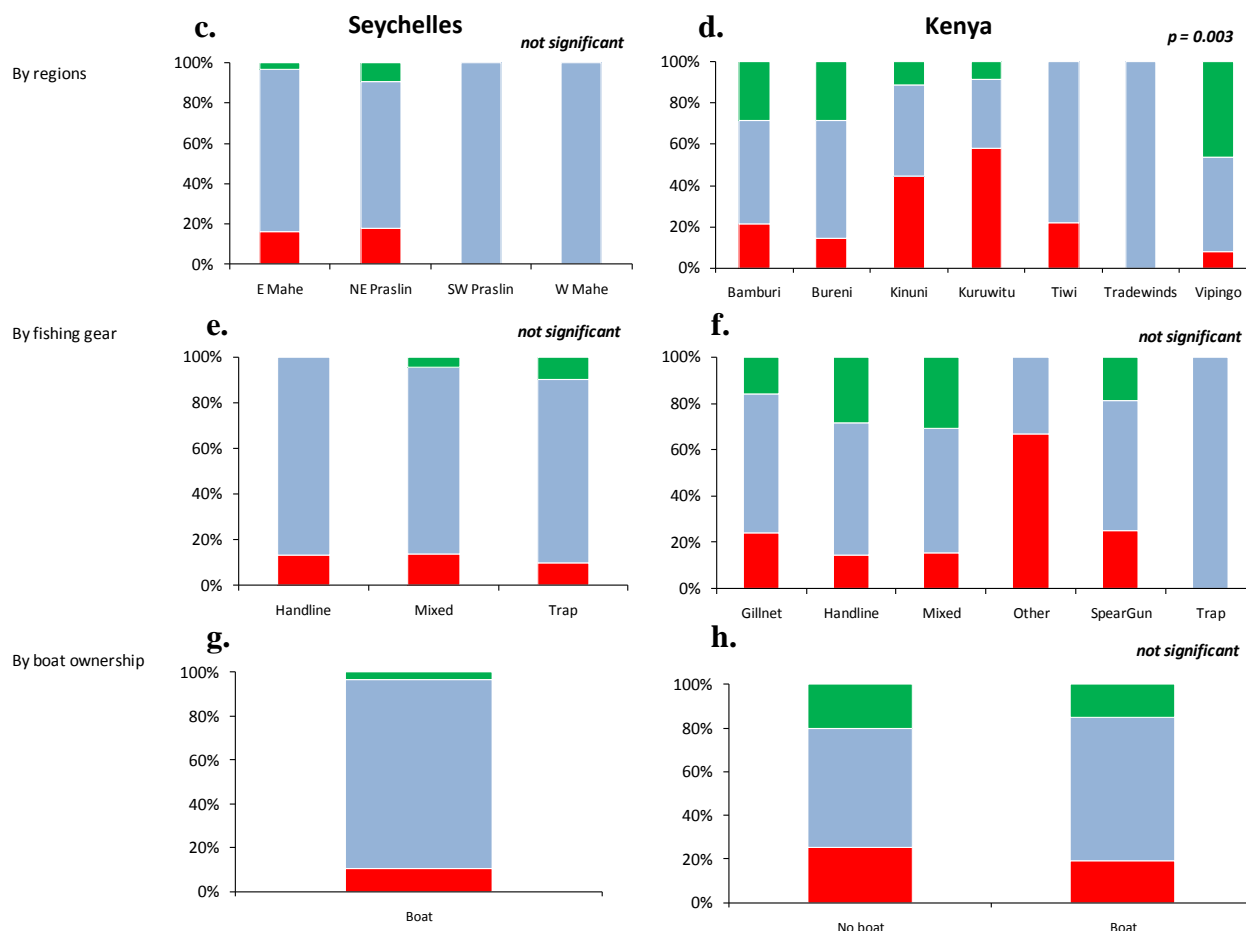 c. Seychelles
not significant
d. Kenya
p = 0.003
By regions
100%
80%
60%
40%
20%
0%
E Mahe NE Praslin SW Praslin W Mahe
100%
80%
60%
40%
20%
0%
Bamburi Bureni Kinuni Kuruwitu Tiwi Tradewinds Vipingo
By fishing gear
e.
not significant
100%
80%
60%
40%
20%
0%
Handline Mixed Trap
f.
not significant
100%
80%
60%
40%
20%
0%
Gillnet Handline Mixed Other SpearGun Trap
By boat ownership
g.
100%
80%
60%
40%
20%
0%
Boat
h.
not significant
100%
80%
60%
40%
20%
0%
No boat Boat